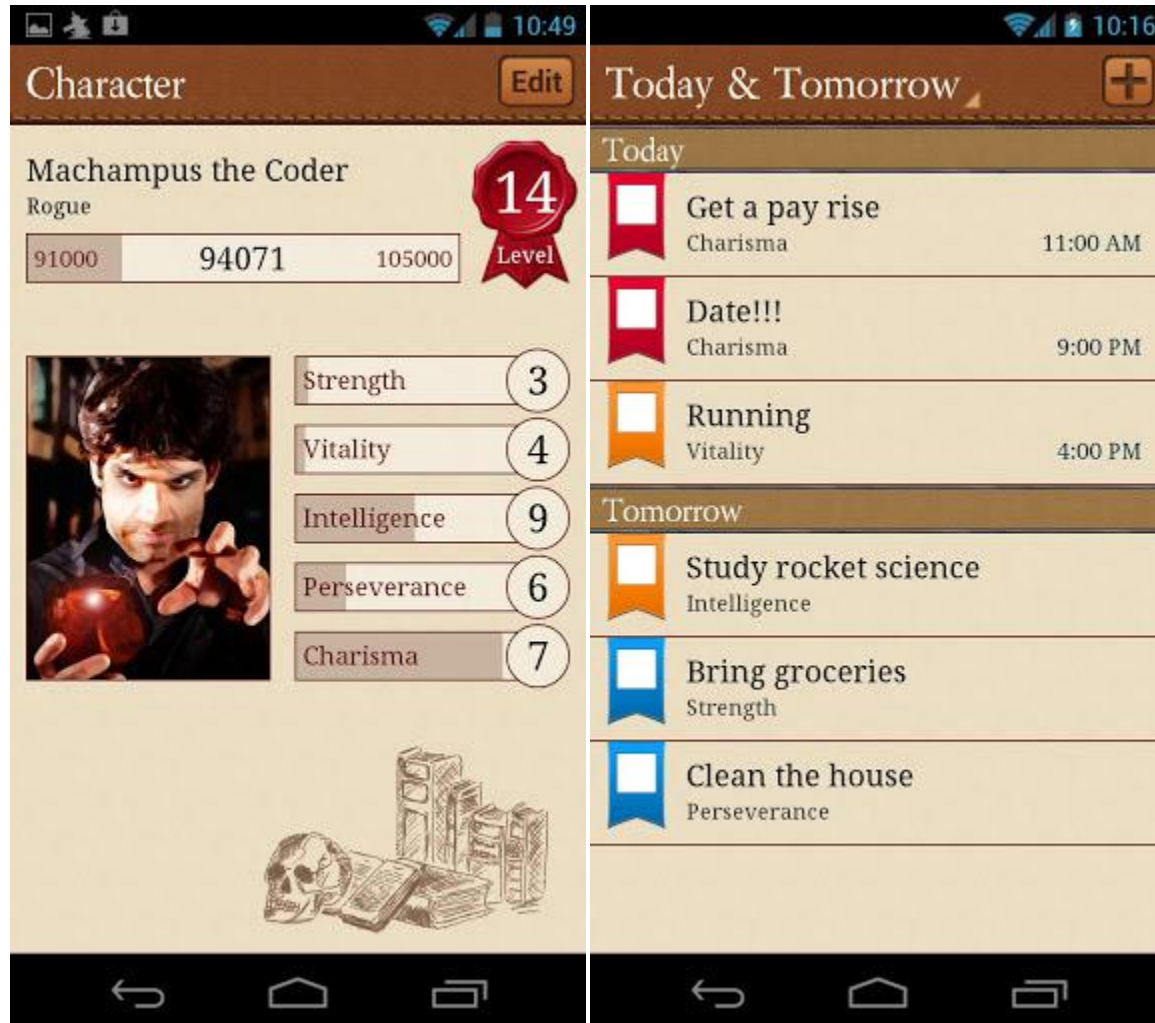 10:49
Character
Edit
Machampus the Coder
Rogue
14
Level
91000
94071
105000
Strength
3
Vitality
4
Intelligence
9
Perseverance
6
Charisma
7
10:16
Today & Tomorrow
Today
Get a pay rise
Charisma
11:00 AM
Date!!!
Charisma
9:00 PM
Running
Vitality
4:00 PM
Tomorrow
Study rocket science
Intelligence
Bring groceries
Strength
Clean the house
Perseverance